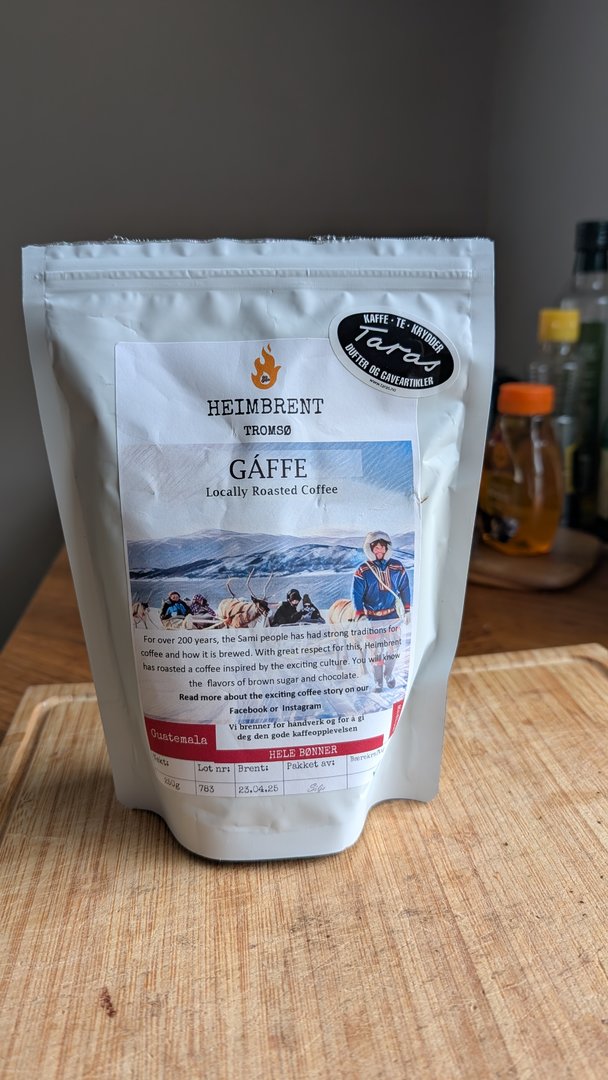 KAFFE · TE · KRYDDER
Taras
DUFTER OG GAVEARTIKLER
www.taras.no
HEIMBRENT
TROMSØ
GÁFFE
Locally Roasted Coffee
For over 200 years, the Sami people has had strong traditions for
coffee and how it is brewed. With great respect for this, Heimbrent
has roasted a coffee inspired by the exciting culture. You will know
the flavors of brown sugar and chocolate.
Read more about the exciting coffee story on our
Facebook or Instagram
Vi brenner for håndverk og for å gi
deg den gode kaffeopplevelsen
Guatemala
HELE BØNNER
Lot nr: Brent: Pakket av:
250g 783 23.04.25